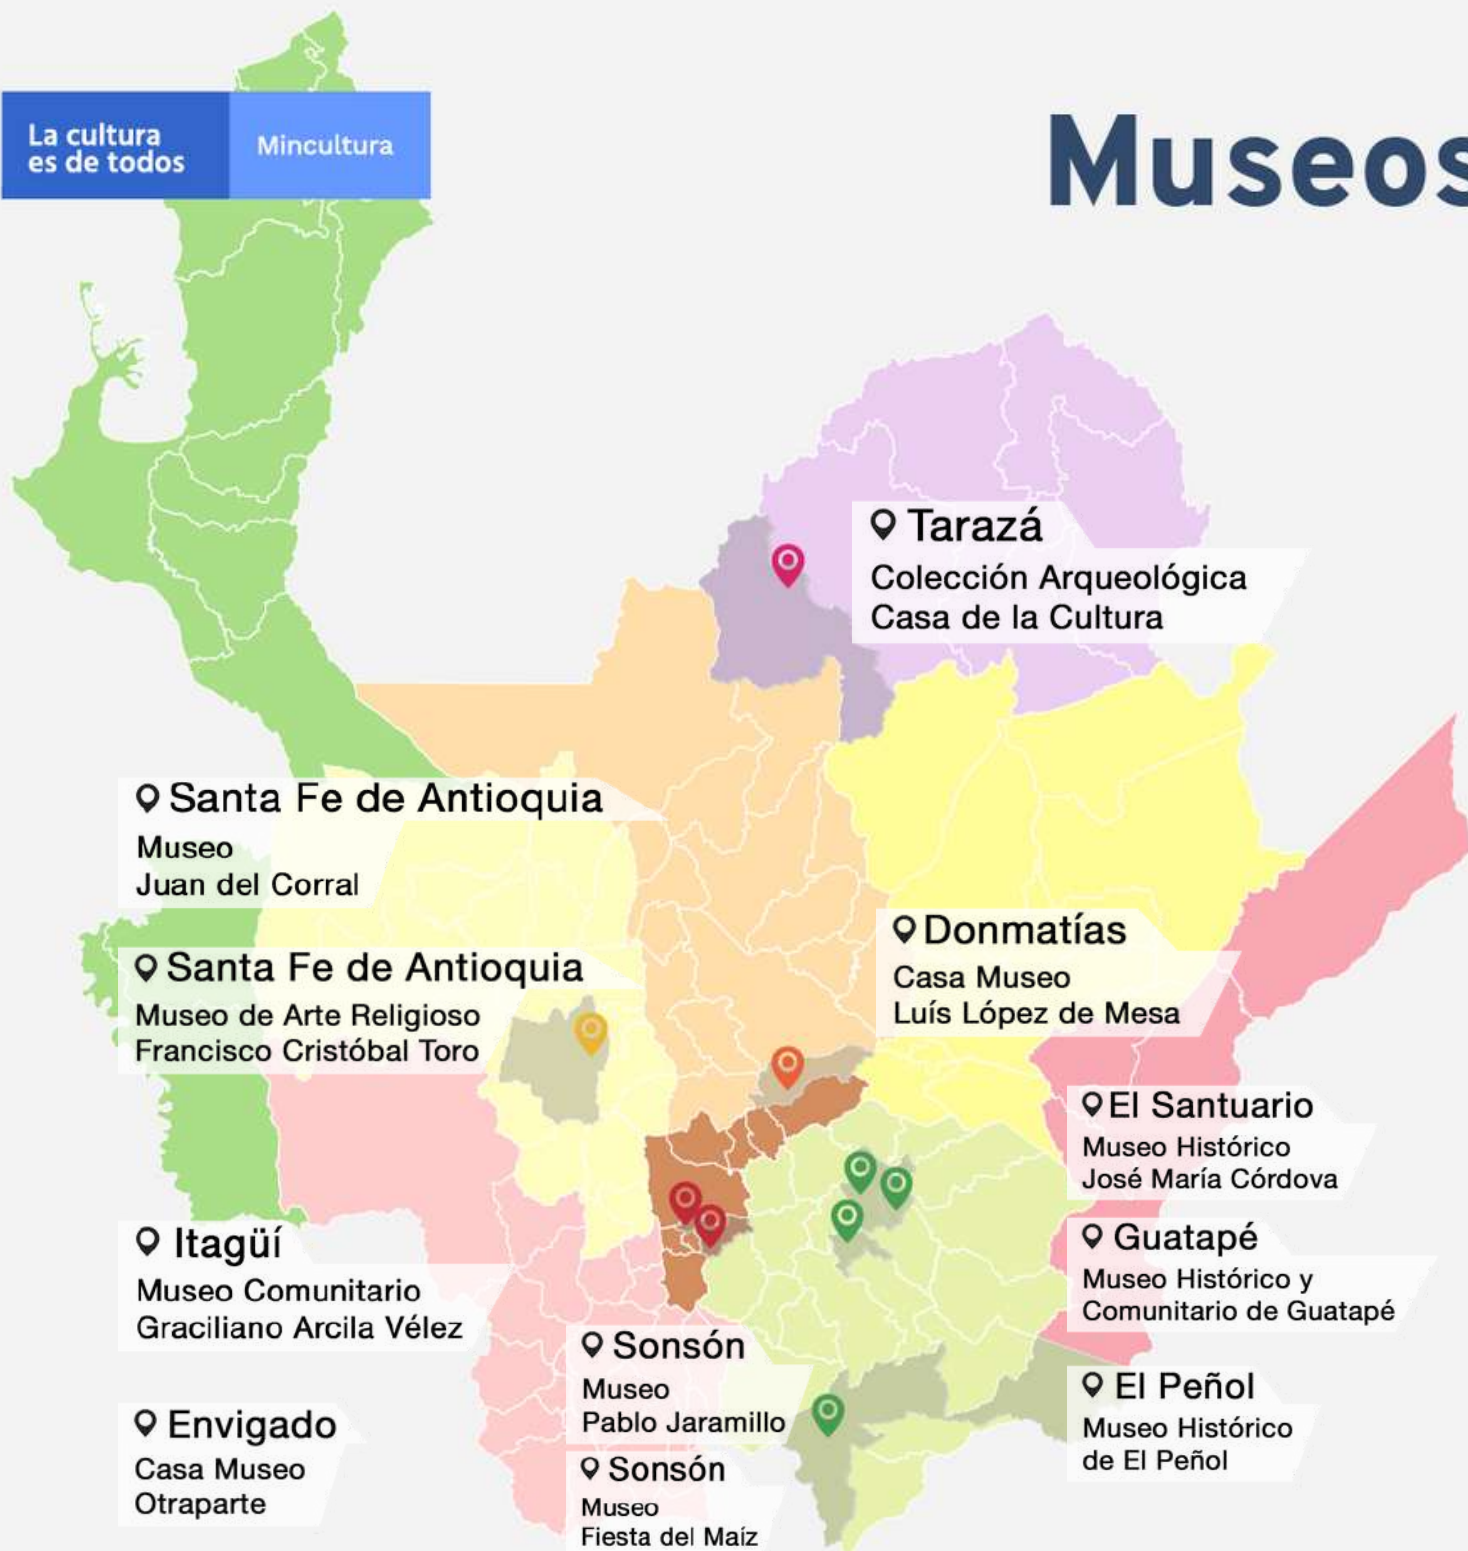 La cultura
es de todos
Mincultura
Museos
Tarazá
Colección Arqueológica
Casa de la Cultura
Santa Fe de Antioquia
Museo
Juan del Corral
Santa Fe de Antioquia
Museo de Arte Religioso
Francisco Cristóbal Toro
Donmatías
Casa Museo
Luís López de Mesa
El Santuario
Museo Histórico
José María Córdova
Itagüí
Museo Comunitario
Graciliano Arcila Vélez
Guatapé
Museo Histórico y
Comunitario de Guatapé
Sonsón
Museo
Pablo Jaramillo
El Peñol
Museo Histórico
de El Peñol
Envigado
Casa Museo
Otraparte
Sonsón
Museo
Fiesta del Maíz